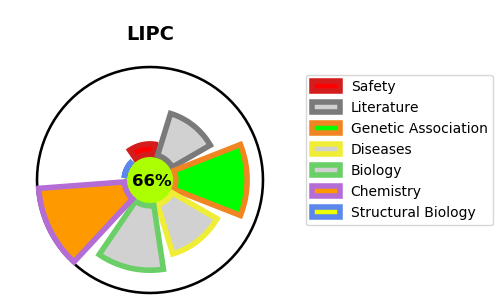 LIPC
66%
Safety
Literature
Genetic Association
Diseases
Biology
Chemistry
Structural Biology